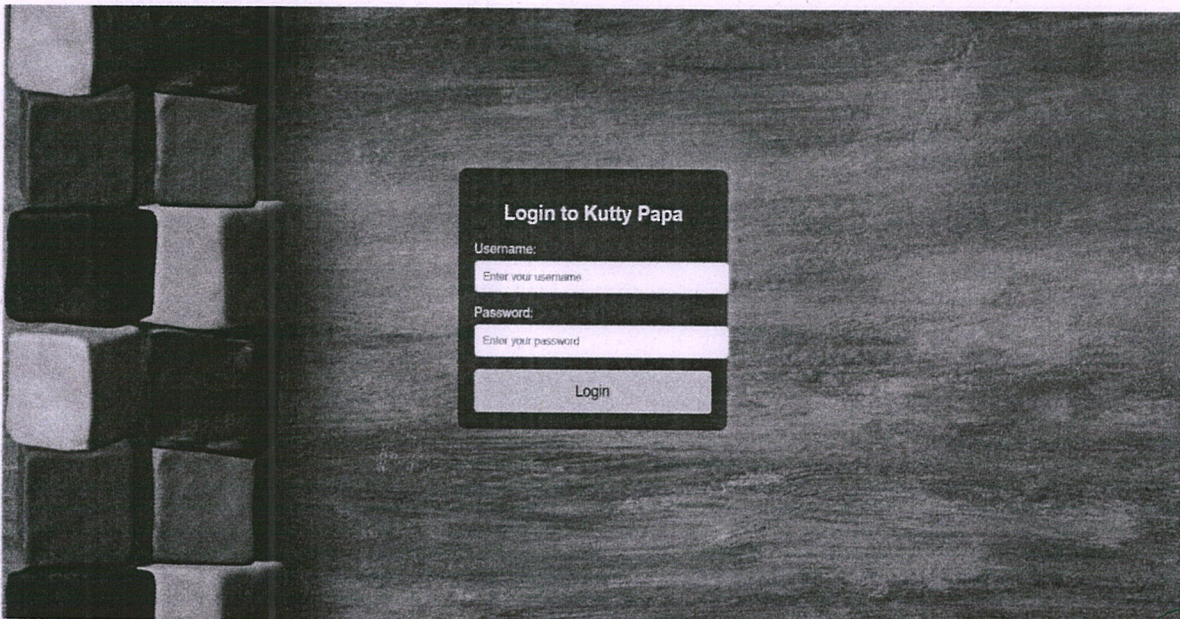 Login to Kutty Papa
Username:
Enter your username
Password:
Enter your password
Login